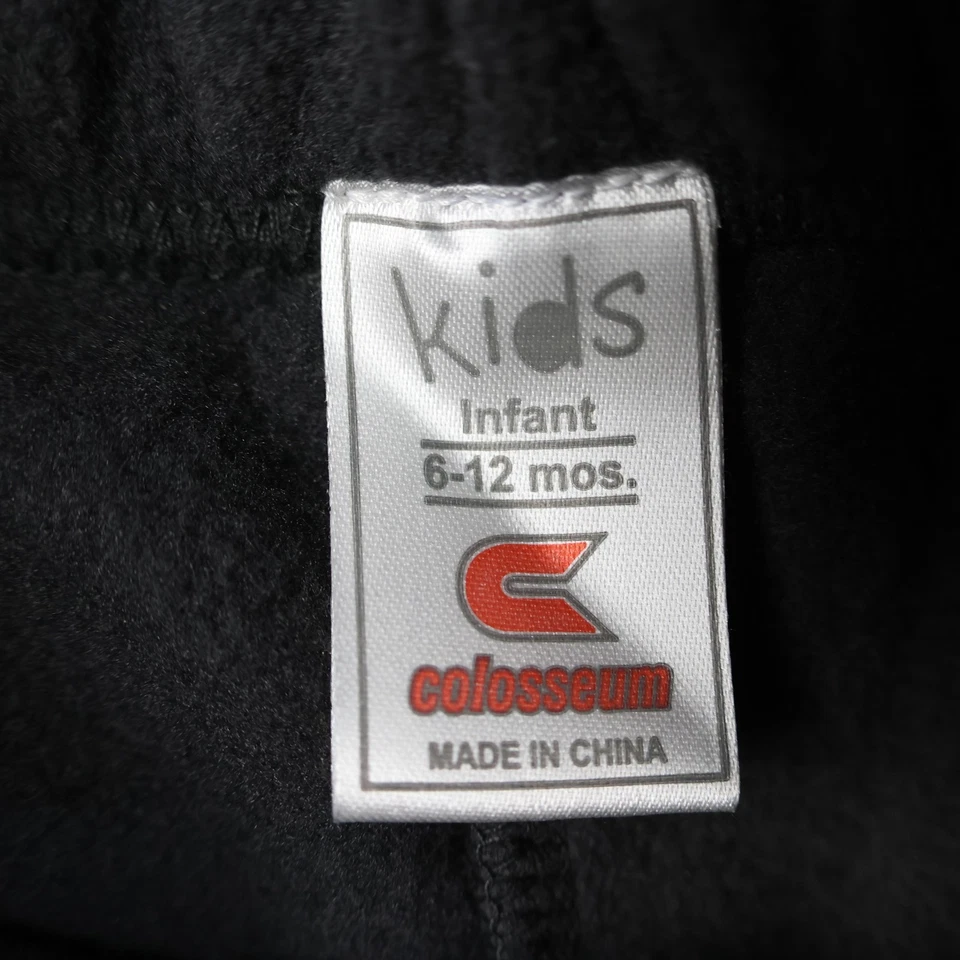 kids
Infant
6-12 mos.
colosseum
MADE IN CHINA